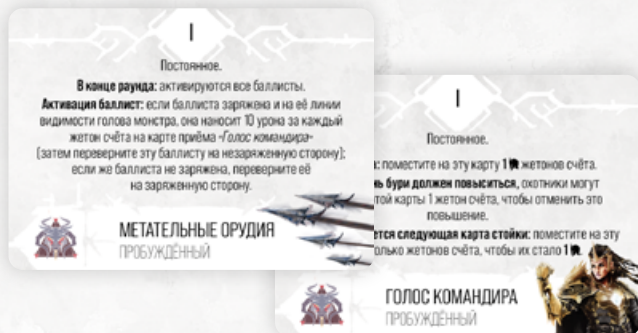 I
Постоянное.
В конце раунда: активируются все баллисты.
Активация баллист: если баллиста заряжена и на её линии
видимости голова монстра, она наносит 10 урона за каждый
жетон счёта на карте приёма «Голос командира»
(затем переверните эту баллисту на незаряженную сторону);
если же баллиста не заряжена, переверните её
на заряженную сторону.
МЕТАТЕЛЬНЫЕ ОРУДИЯ
ПРОБУЖДЁННЫЙ
I
Постоянное.
поместите на эту карту 1 жетонов счёта.
бури должен повыситься, охотники могут
карты 1 жетон счёта, чтобы отменить это
повышение.
следующая карта стойки: поместите на эту
жетонов счёта, чтобы их стало 1
ГОЛОС КОМАНДИРА
ПРОБУЖДЁННЫЙ